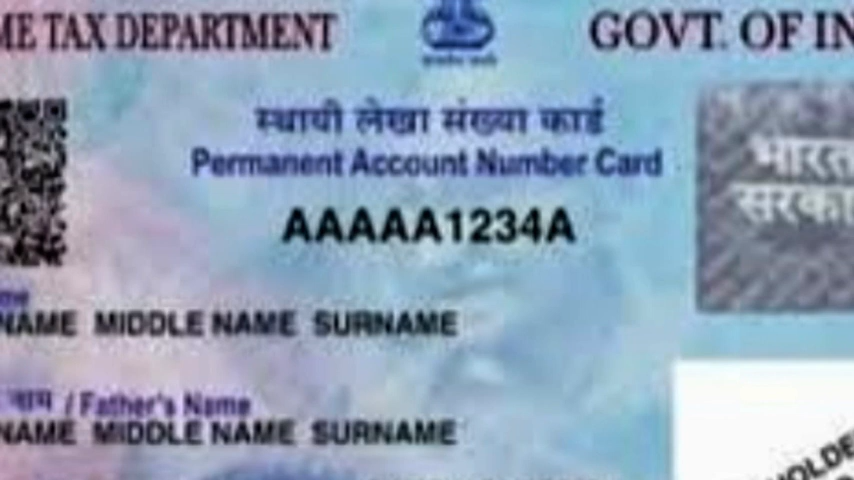 ME TAX DEPARTMENT
GOVT. OF IN
स्थायी लेखा संख्या कार्ड
Permanent Account Number Card
AAAAA1234A
भारत
सरका
NAME MIDDLE NAME SURNAME
नाम / Father's Name
NAME MIDDLE NAME SURNAME
HOLDE